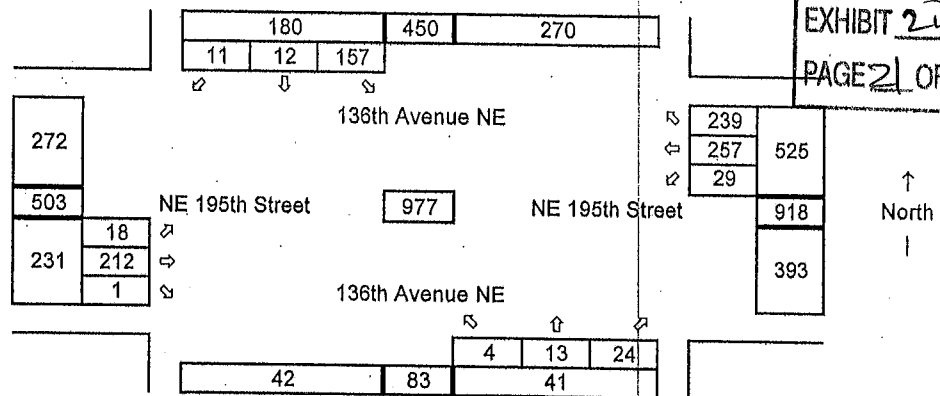 EXHIBIT
PAGE 21 OF
180 450 270
11 12 157
136th Avenue NE
239
257 525
29
272
503 NE 195th Street 977 NE 195th Street 918
North
18
231 212
1
393
136th Avenue NE
4 13 24
42 83 41